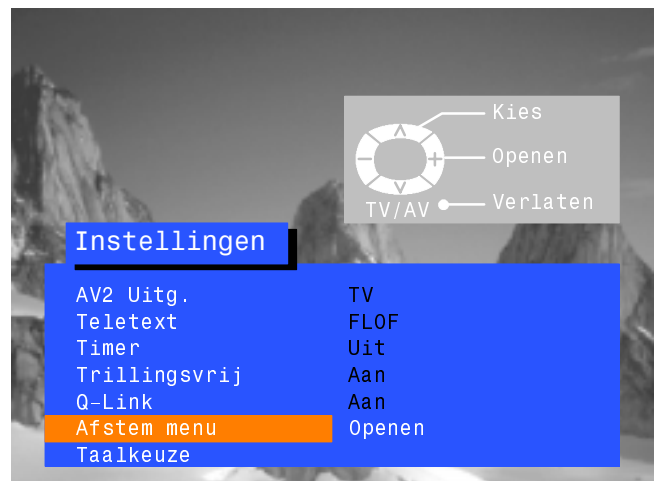 Kies
Openen
TV/AV Verlaten
Instellingen
AV2 Uitg. TV
Teletext FLOF
Timer Uit
Trillingsvrij Aan
Q-Link Aan
Afstem menu Openen
Taalkeuze